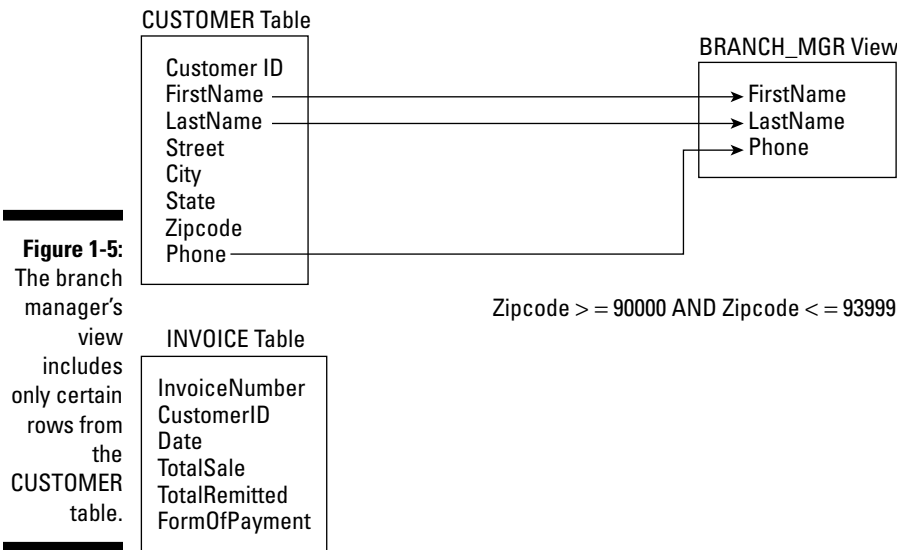 CUSTOMER Table
Customer ID
FirstName
LastName
Street
City
State
Zipcode
Phone
BRANCH_MGR View
FirstName
LastName
Phone
Zipcode > = 90000 AND Zipcode < = 93999
INVOICE Table
InvoiceNumber
CustomerID
Date
TotalSale
TotalRemitted
FormOfPayment
Figure 1-5:
The branch
manager’s
view
includes
only certain
rows from
the
CUSTOMER
table.